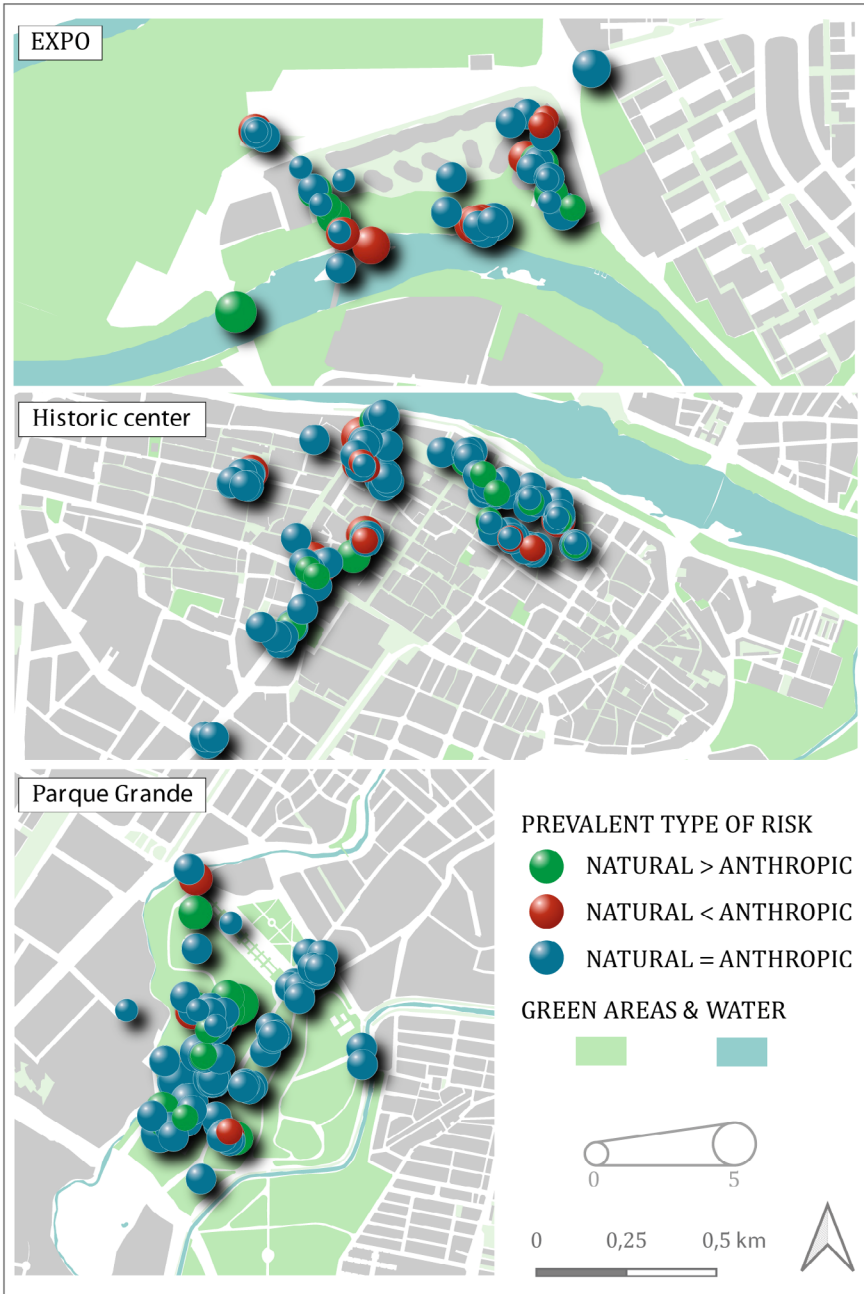 EXPO
Historic center
Parque Grande
PREVALENT TYPE OF RISK
NATURAL > ANTHROPIC
NATURAL < ANTHROPIC
NATURAL = ANTHROPIC
GREEN AREAS & WATER
0 5
0 0,25 0,5 km